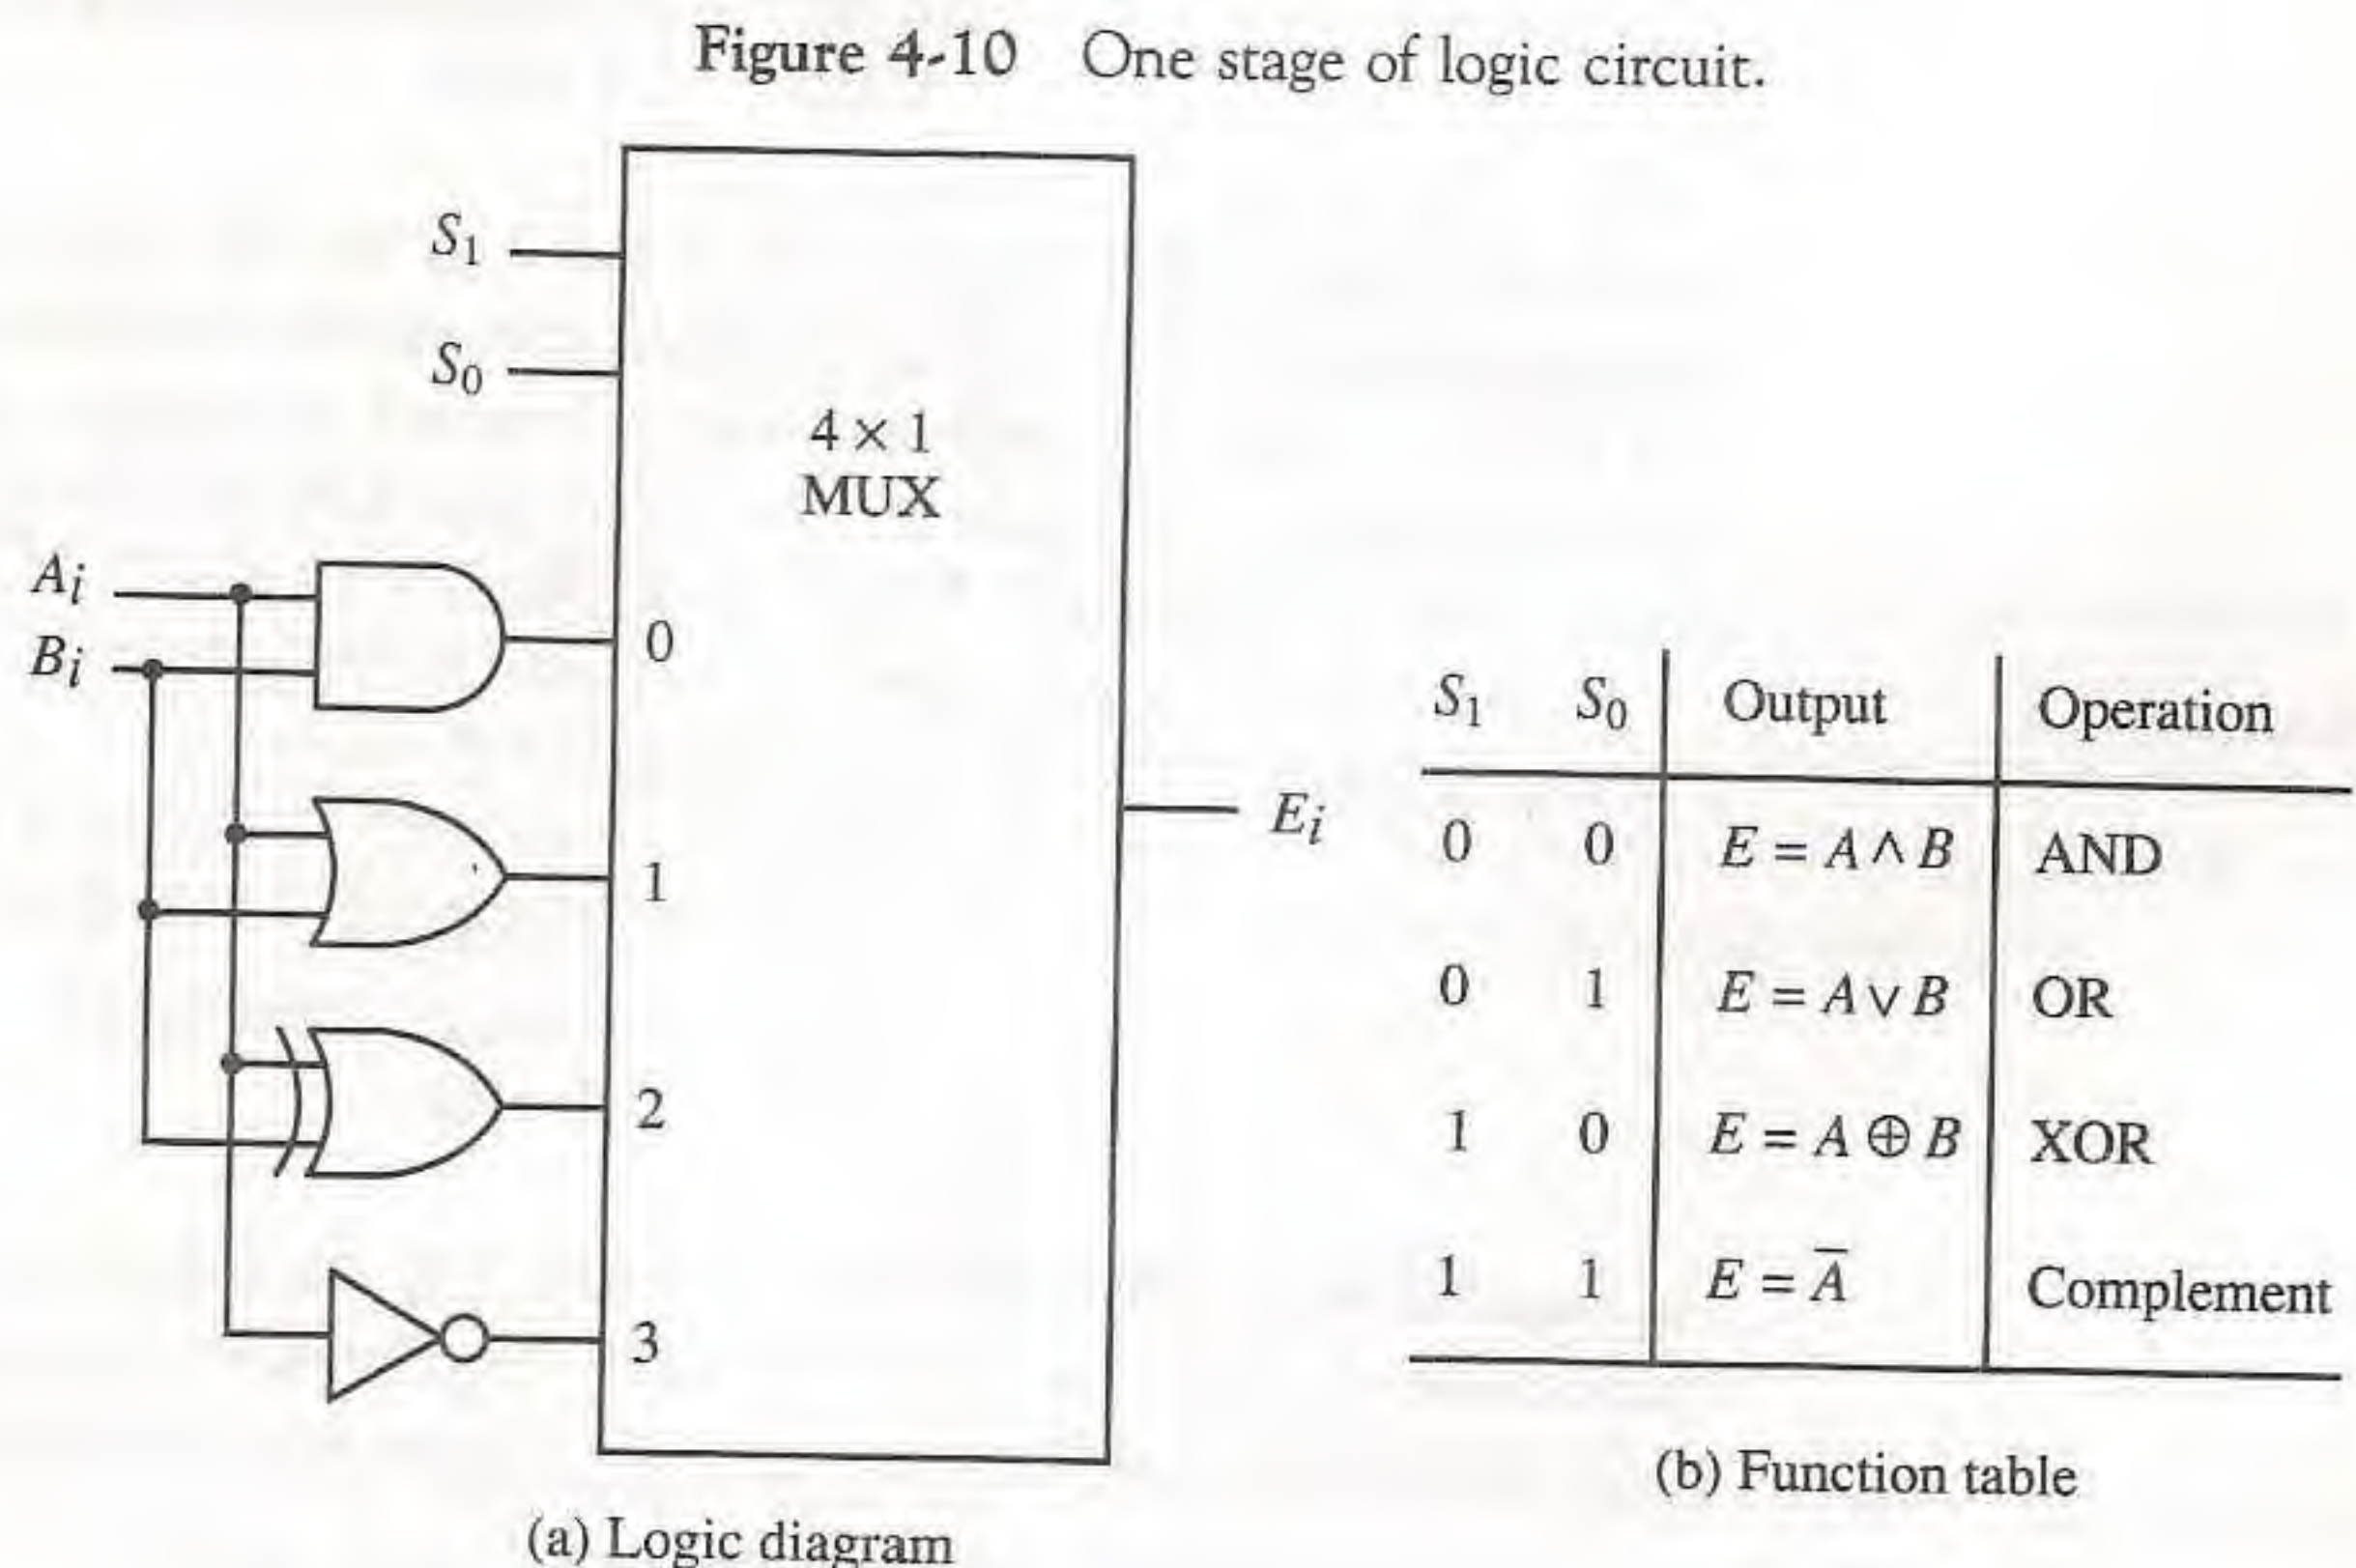 Figure 4-10 One stage of logic circuit.
S₁
S₀
4 × 1
MUX
Aᵢ
Bᵢ
0
1
2
3
Eᵢ
(a) Logic diagram
S₁ S₀ Output Operation
0 0 E = A ∧ B AND
0 1 E = A ∨ B OR
1 0 E = A ⊕ B XOR
1 1 E = A̅ Complement
(b) Function table